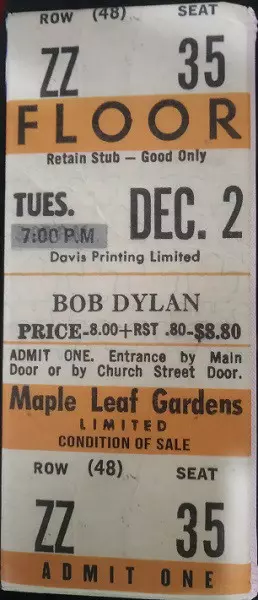 ROW (48) SEAT
ZZ 35
FLOOR
Retain Stub – Good Only
TUES. DEC. 2
7:00 P.M.
Davis Printing Limited
BOB DYLAN
PRICE-8.00+RST .80-$8.80
ADMIT ONE. Entrance by Main
Door or by Church Street Door.
Maple Leaf Gardens
LIMITED
CONDITION OF SALE
ROW (48) SEAT
ZZ 35
ADMIT ONE